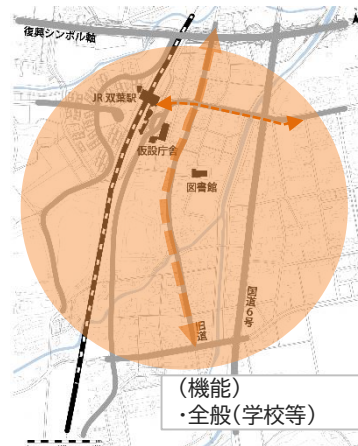 復興シンボル軸
JR 双葉駅
仮設庁舎
図書館
国道6号
旧道
(機能)
・全般(学校等)